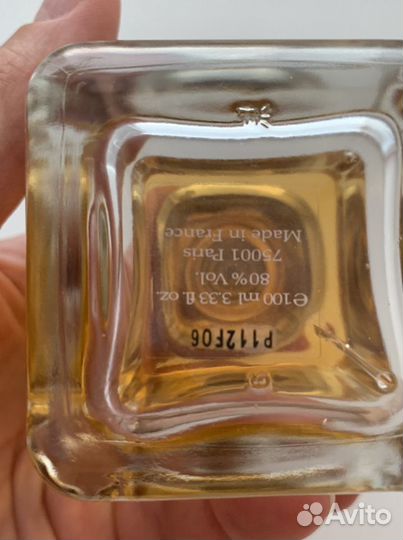 P112F06
℮100 ml 3.33 fl. oz.
80% Vol.
75001 Paris
Made in France
Avito